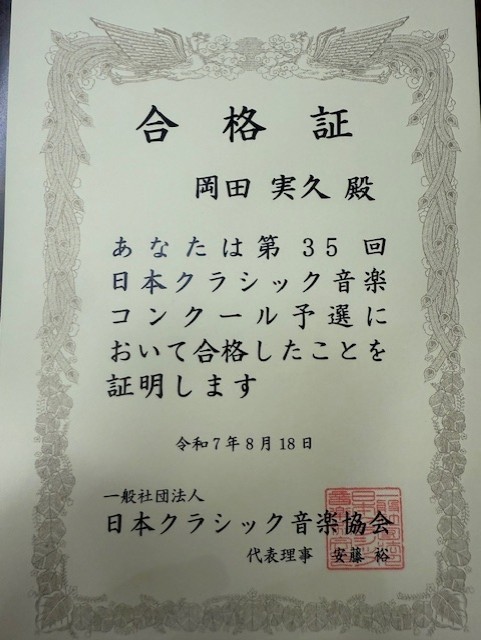 合格証
岡田 実久 殿
あなたは第35回
日本クラシック音楽
コンクール予選に
おいて合格したことを
証明します
令和7年8月18日
一般社団法人
日本クラシック音楽協会
代表理事 安藤 裕